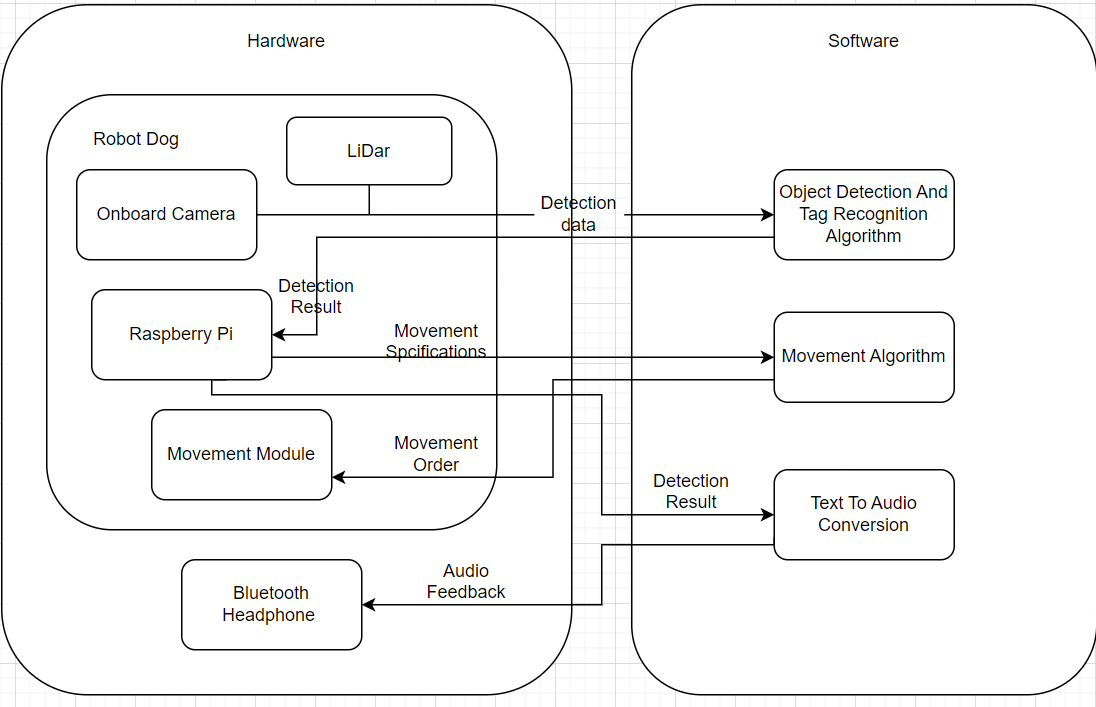 Hardware
Software
Robot Dog
LiDar
Onboard Camera
Detection
data
Object Detection And
Tag Recognition
Algorithm
Detection
Result
Raspberry Pi
Movement
Spcifications
Movement Algorithm
Movement Module
Movement
Order
Detection
Result
Text To Audio
Conversion
Bluetooth
Headphone
Audio
Feedback